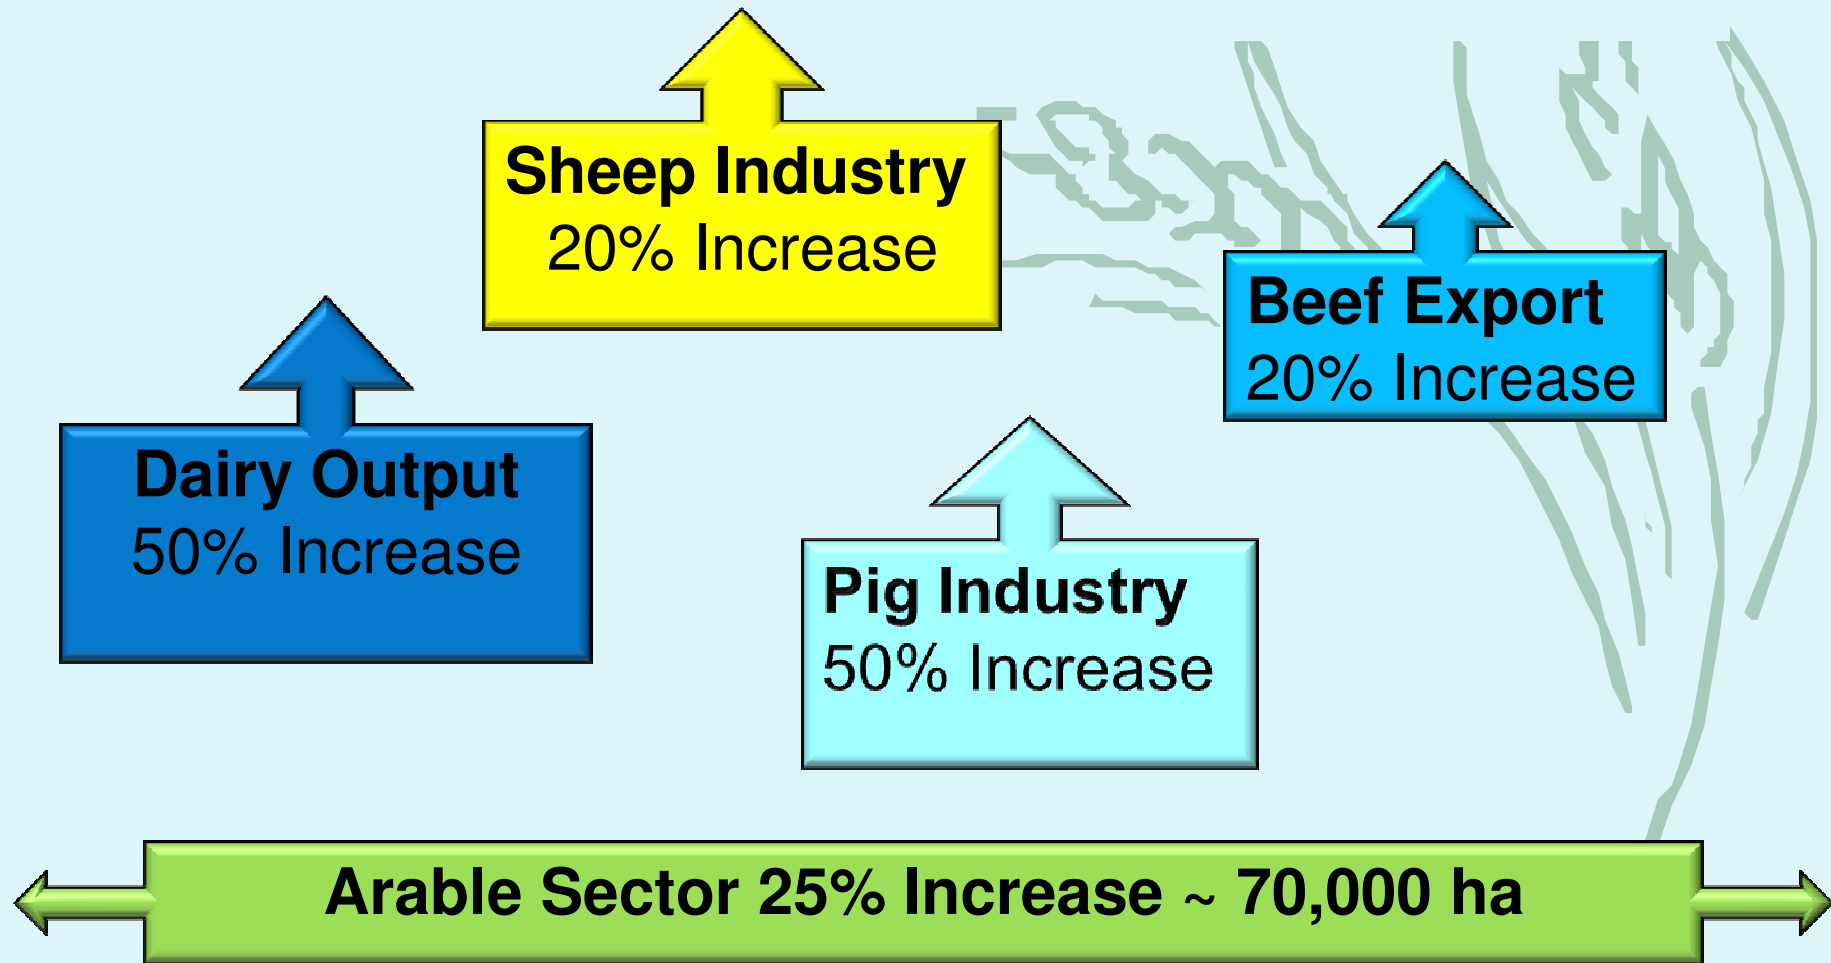 Sheep Industry
20% Increase
Beef Export
20% Increase
Dairy Output
50% Increase
Pig Industry
50% Increase
Arable Sector 25% Increase ~ 70,000 ha